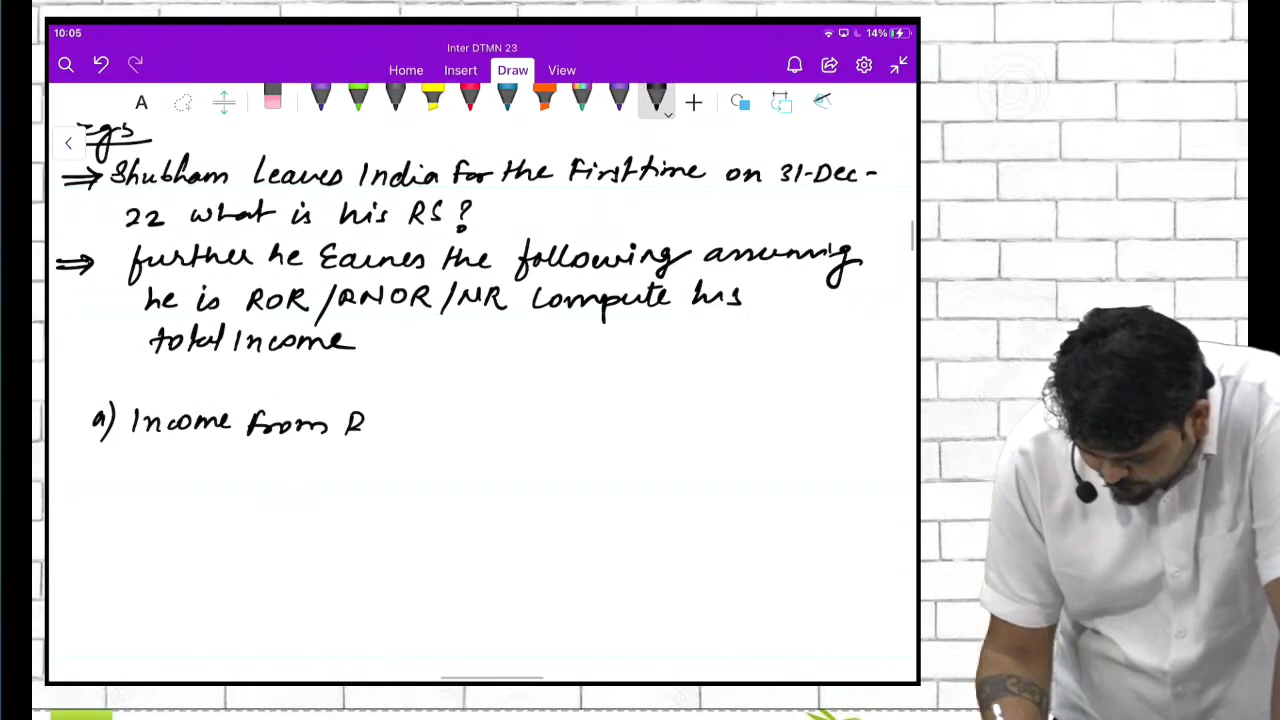 10:05
14%
Inter DTMN 23
Home Insert Draw View
A
Egs
⇒ Shubham Leaves India for the First time on 31-Dec-
22 what is his RS?
⇒ further he Earnes the following assuming
he is ROR/RNOR/NR Compute his
total Income
a) Income from R